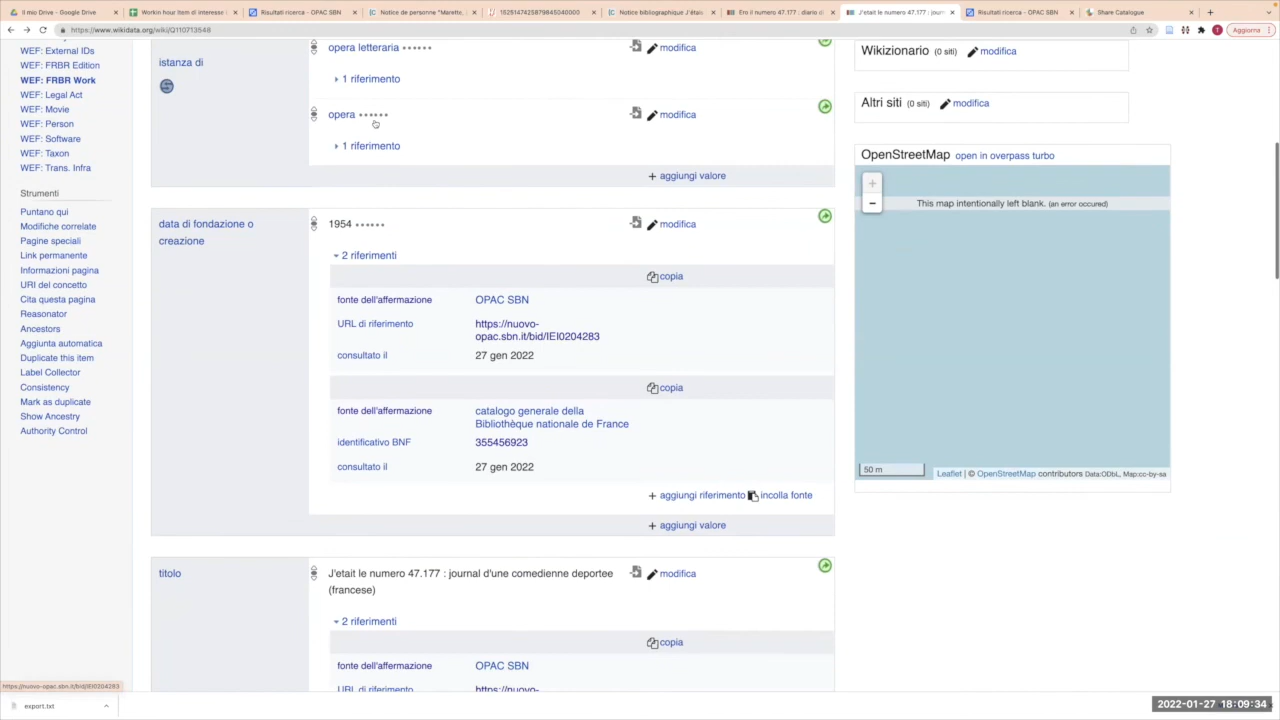 Il mio Drive - Google Drive
Workin hour item di interesse
Risultati ricerca - OPAC SBN
Notice de personne "Marette,
1525147425879845040000
Notice bibliographique J'étais
Ero il numero 47.177 : diario di
J'etait le numero 47.177 : journ
Risultati ricerca - OPAC SBN
Share Catalogue
https://www.wikidata.org/wiki/Q110713548
Aggiorna
WEF: External IDs
WEF: FRBR Edition
WEF: FRBR Work
WEF: Legal Act
WEF: Movie
WEF: Person
WEF: Software
WEF: Taxon
WEF: Trans. Infra
Strumenti
Puntano qui
Modifiche correlate
Pagine speciali
Link permanente
Informazioni pagina
URI del concetto
Cita questa pagina
Reasonator
Ancestors
Aggiunta automatica
Duplicate this item
Label Collector
Consistency
Mark as duplicate
Show Ancestry
Authority Control
istanza di
opera letteraria
modifica
1 riferimento
opera
modifica
1 riferimento
+ aggiungi valore
data di fondazione o
creazione
1954
modifica
2 riferimenti
copia
fonte dell'affermazione
OPAC SBN
URL di riferimento
https://nuovo-
opac.sbn.it/bid/IEI0204283
consultato il
27 gen 2022
copia
fonte dell'affermazione
catalogo generale della
Bibliothèque nationale de France
identificativo BNF
355456923
consultato il
27 gen 2022
+ aggiungi riferimento
incolla fonte
+ aggiungi valore
titolo
J'etait le numero 47.177 : journal d'une comedienne deportee
(francese)
modifica
2 riferimenti
copia
fonte dell'affermazione
OPAC SBN
URL di riferimento
https://nuovo-
Wikizionario (0 siti)
modifica
Altri siti (0 siti)
modifica
OpenStreetMap open in overpass turbo
+
−
This map intentionally left blank. (an error occured)
50 m
Leaflet | © OpenStreetMap contributors Data:ODbL, Map:cc-by-sa
https://nuovo-opac.sbn.it/bid/IEI0204283
export.txt
2022-01-27 18:09:34